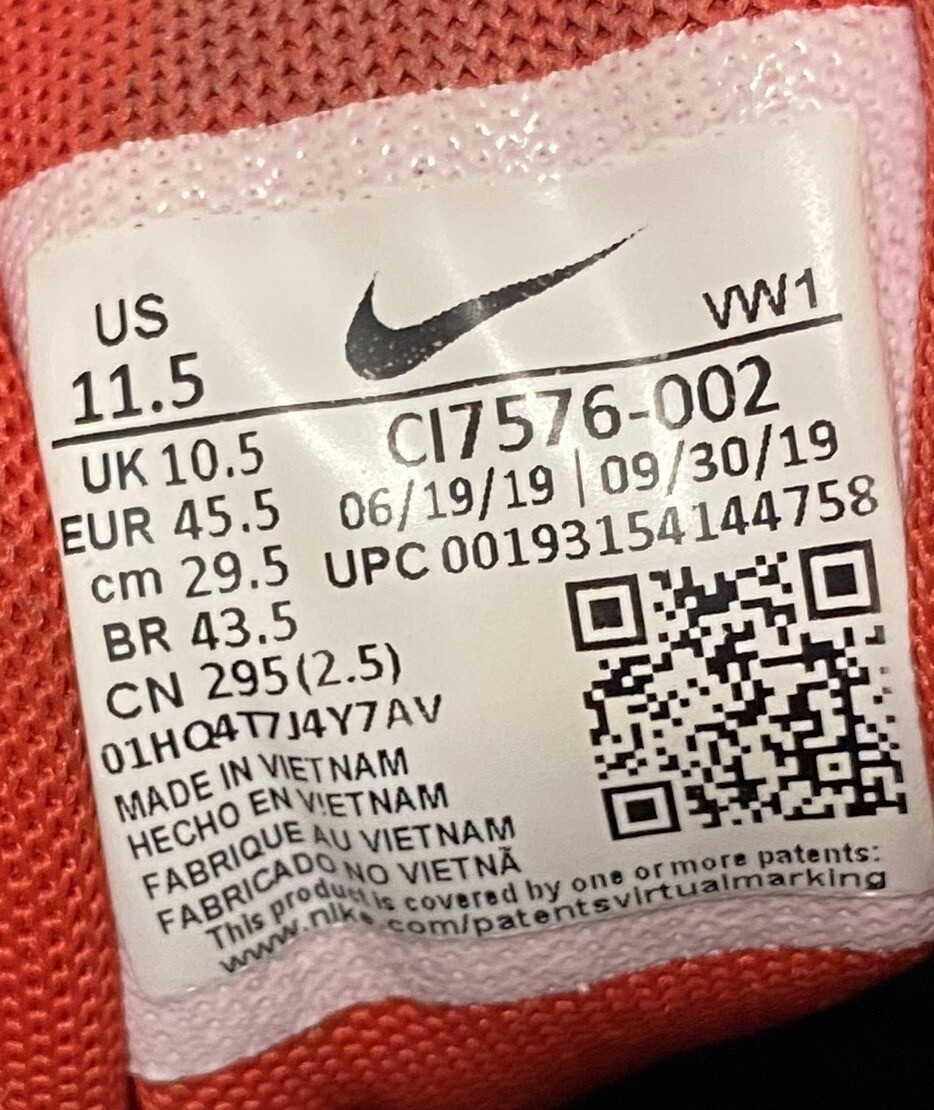 US
11.5
VW1
UK 10.5
EUR 45.5
cm 29.5
BR 43.5
CN 295(2.5)
CI7576-002
06/19/19 | 09/30/19
UPC 00193154144758
01HQ4T7J4Y7AV
MADE IN VIETNAM
HECHO EN VIETNAM
FABRIQUE AU VIETNAM
FABRICADO NO VIETNÃ
This product is covered by one or more patents:
www.nike.com/patentsvirtualmarking